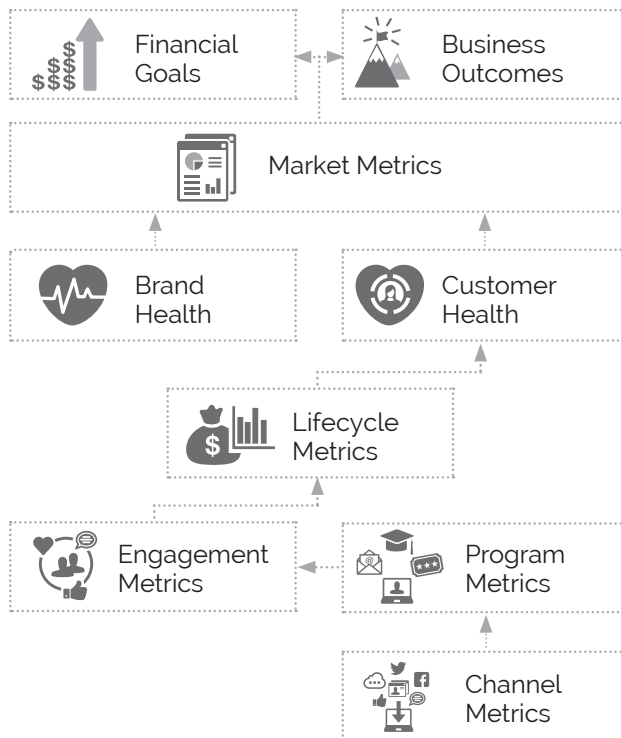 Financial
Goals
Business
Outcomes
Market Metrics
Brand
Health
Customer
Health
Lifecycle
Metrics
Engagement
Metrics
Program
Metrics
Channel
Metrics